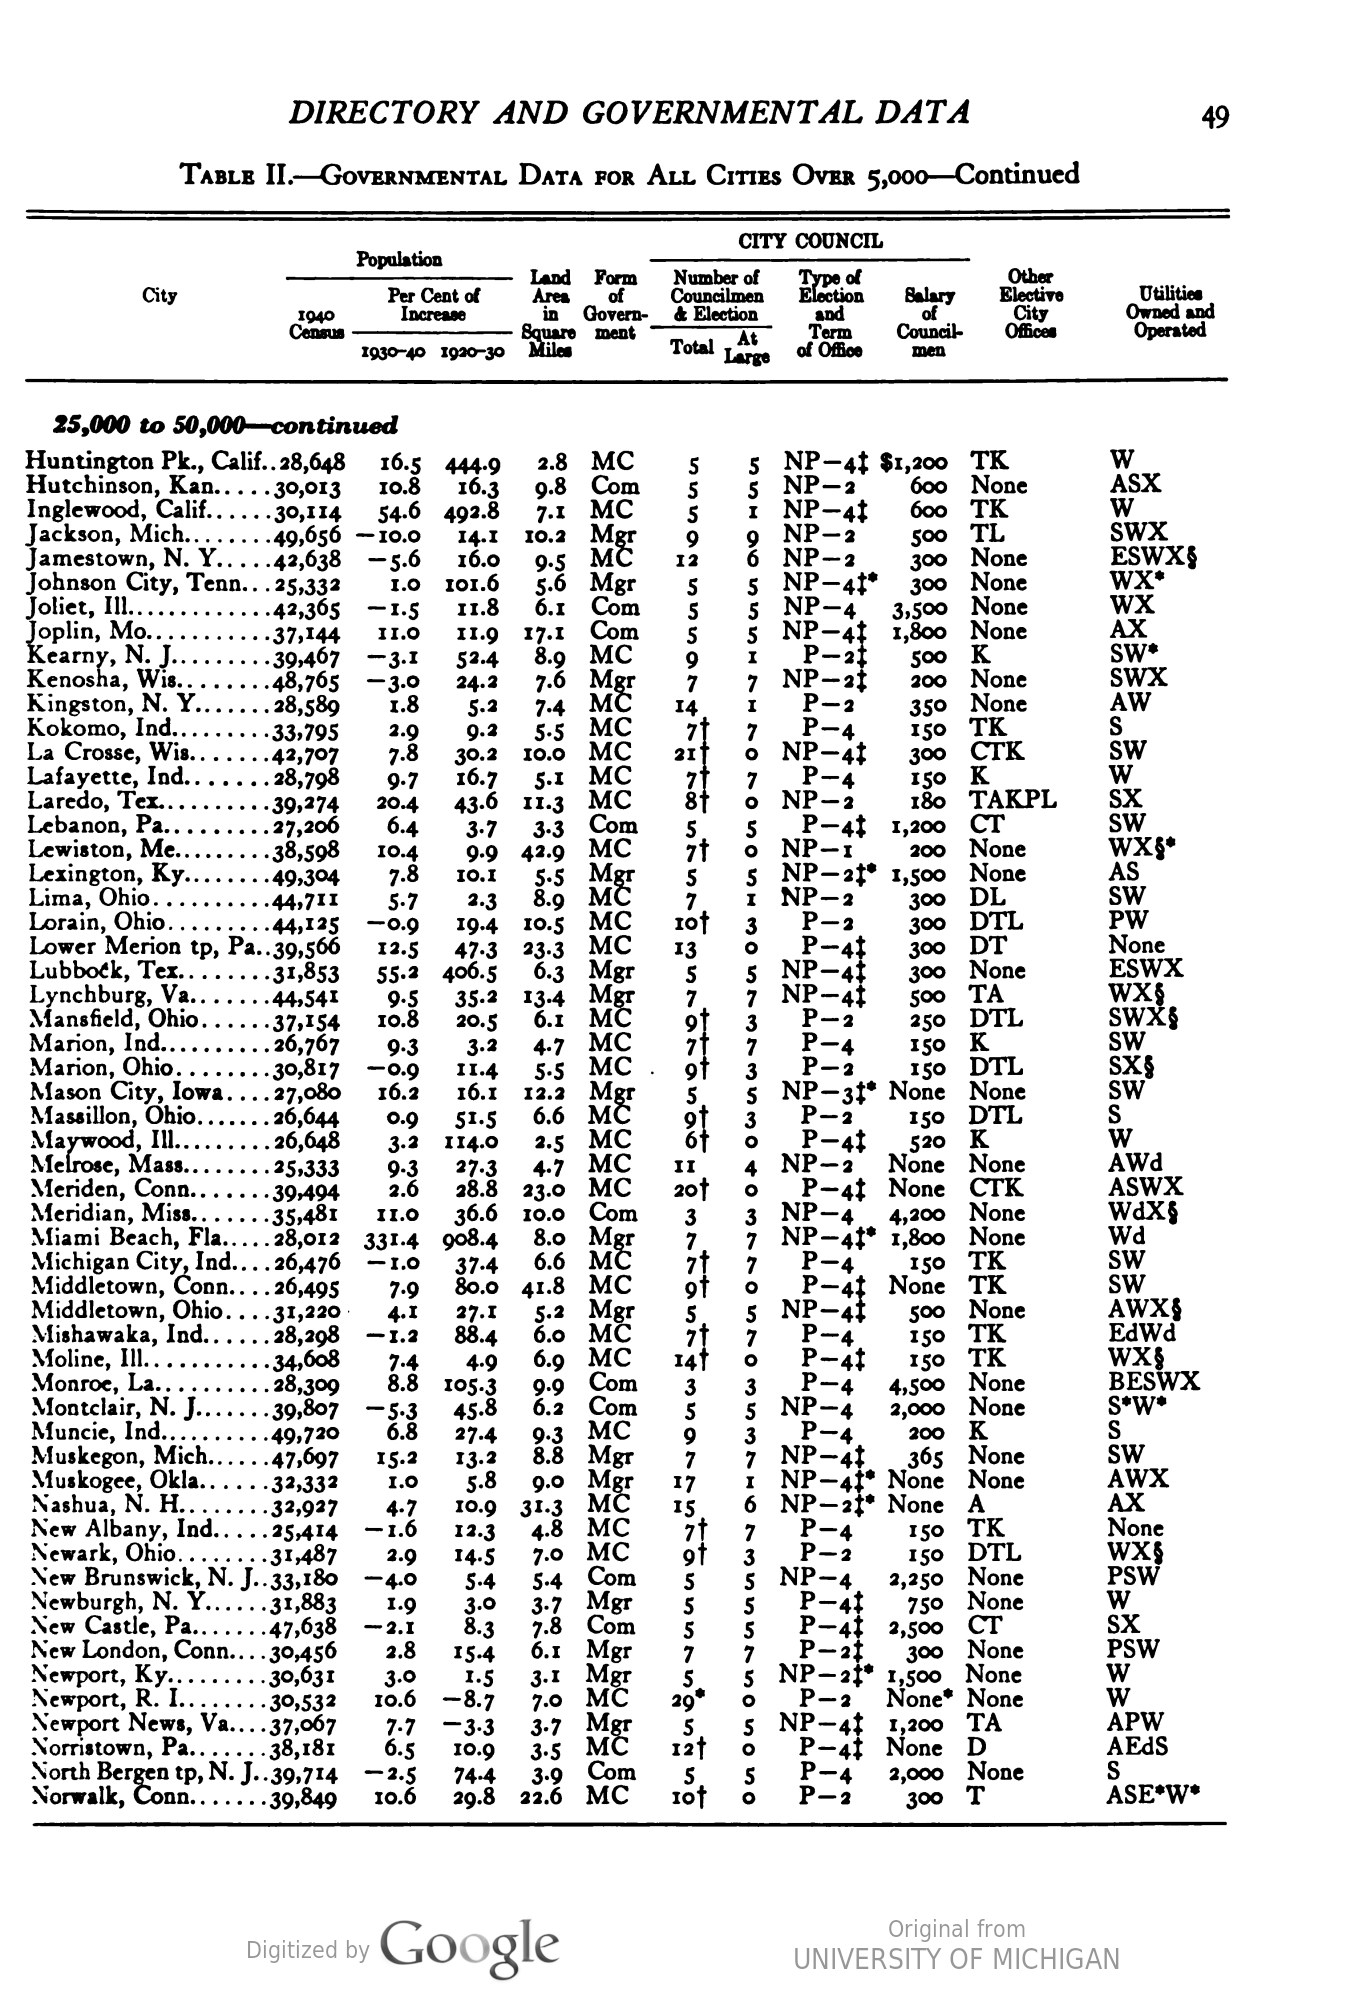 DIRECTORY AND GOVERNMENTAL DATA 49
TABLE II.—GOVERNMENTAL DATA FOR ALL CITIES OVER 5,000—Continued
City
Population
1940 Census
Per Cent of Increase
1930-40 1920-30
Land Area in Square Miles
Form of Govern-ment
CITY COUNCIL
Number of Councilmen & Election
Total At Large
Type of Election and Term of Office
Salary of Council-men
Other Elective City Offices
Utilities Owned and Operated
25,000 to 50,000—continued
Huntington Pk., Calif..28,648 16.5 444.9 2.8 MC 5 5 NP—4‡ $1,200 TK W
Hutchinson, Kan.....30,013 10.8 16.3 9.8 Com 5 5 NP—2 600 None ASX
Inglewood, Calif......30,114 54.6 492.8 7.1 MC 5 1 NP—4‡ 600 TK W
Jackson, Mich........49,656 —10.0 14.1 10.2 Mgr 9 9 NP—2 500 TL SWX
Jamestown, N. Y.....42,638 —5.6 16.0 9.5 MC 12 6 NP—2 300 None ESWX§
Johnson City, Tenn...25,332 1.0 101.6 5.6 Mgr 5 5 NP—4‡* 300 None WX*
Joliet, Ill.............42,365 —1.5 11.8 6.1 Com 5 5 NP—4 3,500 None WX
Joplin, Mo...........37,144 11.0 11.9 17.1 Com 5 5 NP—4‡ 1,800 None AX
Kearny, N. J.........39,467 —3.1 52.4 8.9 MC 9 1 P—2‡ 500 K SW*
Kenosha, Wis........48,765 —3.0 24.2 7.6 Mgr 7 7 NP—2‡ 200 None SWX
Kingston, N. Y.......28,589 1.8 5.2 7.4 MC 14 1 P—2 350 None AW
Kokomo, Ind.........33,795 2.9 9.2 5.5 MC 7† 7 P—4 150 TK S
La Crosse, Wis.......42,707 7.8 30.2 10.0 MC 21† 0 NP—4‡ 300 CTK SW
Lafayette, Ind.......28,798 9.7 16.7 5.1 MC 7† 7 P—4 150 K W
Laredo, Tex..........39,274 20.4 43.6 11.3 MC 8† 0 NP—2 180 TAKPL SX
Lebanon, Pa.........27,206 6.4 3.7 3.3 Com 5 5 P—4‡ 1,200 CT SW
Lewiston, Me.........38,598 10.4 9.9 42.9 MC 7† 0 NP—1 200 None WX§*
Lexington, Ky........49,304 7.8 10.1 5.5 Mgr 5 5 NP—2‡* 1,500 None AS
Lima, Ohio..........44,711 5.7 2.3 8.9 MC 7 1 NP—2 300 DL SW
Lorain, Ohio.........44,125 —0.9 19.4 10.5 MC 10† 3 P—2 300 DTL PW
Lower Merion tp, Pa..39,566 12.5 47.3 23.3 MC 13 0 P—4‡ 300 DT None
Lubbock, Tex........31,853 55.2 406.5 6.3 Mgr 5 5 NP—4‡ 300 None ESWX
Lynchburg, Va.......44,541 9.5 35.2 13.4 Mgr 7 7 NP—4‡ 500 TA WX§
Mansfield, Ohio......37,154 10.8 20.5 6.1 MC 9† 3 P—2 250 DTL SWX§
Marion, Ind..........26,767 9.3 3.2 4.7 MC 7† 7 P—4 150 K SW
Marion, Ohio........30,817 —0.9 11.4 5.5 MC 9† 3 P—2 150 DTL SX§
Mason City, Iowa....27,080 16.2 16.1 12.2 Mgr 5 5 NP—3‡* None None SW
Massillon, Ohio.......26,644 0.9 51.5 6.6 MC 9† 3 P—2 150 DTL S
Maywood, Ill.........26,648 3.2 114.0 2.5 MC 6† 0 P—4‡ 520 K W
Melrose, Mass........25,333 9.3 27.3 4.7 MC 11 4 NP—2 None None AWd
Meriden, Conn.......39,494 2.6 28.8 23.0 MC 20† 0 P—4‡ None CTK ASWX
Meridian, Miss.......35,481 11.0 36.6 10.0 Com 3 3 NP—4 4,200 None WdX§
Miami Beach, Fla.....28,012 331.4 908.4 8.0 Mgr 7 7 NP—4‡* 1,800 None Wd
Michigan City, Ind....26,476 —1.0 37.4 6.6 MC 7† 7 P—4 150 TK SW
Middletown, Conn....26,495 7.9 80.0 41.8 MC 9† 0 P—4‡ None TK SW
Middletown, Ohio....31,220 4.1 27.1 5.2 Mgr 5 5 NP—4‡ 500 None AWX§
Mishawaka, Ind......28,298 —1.2 88.4 6.0 MC 7† 7 P—4 150 TK EdWd
Moline, Ill...........34,608 7.4 4.9 6.9 MC 14† 0 P—4‡ 150 TK WX§
Monroe, La..........28,309 8.8 105.3 9.9 Com 3 3 P—4 4,500 None BESWX
Montclair, N. J.......39,807 —5.3 45.8 6.2 Com 5 5 NP—4 2,000 None S*W*
Muncie, Ind..........49,720 6.8 27.4 9.3 MC 9 3 P—4 200 K S
Muskegon, Mich......47,697 15.2 13.2 8.8 Mgr 7 7 NP—4‡ 365 None SW
Muskogee, Okla......32,332 1.0 5.8 9.0 Mgr 17 1 NP—4‡* None None AWX
Nashua, N. H........32,927 4.7 10.9 31.3 MC 15 6 NP—2‡* None A AX
New Albany, Ind.....25,414 —1.6 12.3 4.8 MC 7† 7 P—4 150 TK None
Newark, Ohio........31,487 2.9 14.5 7.0 MC 9† 3 P—2 150 DTL WX§
New Brunswick, N. J..33,180 —4.0 5.4 5.4 Com 5 5 NP—4 2,250 None PSW
Newburgh, N. Y......31,883 1.9 3.0 3.7 Mgr 5 5 P—4‡ 750 None W
New Castle, Pa.......47,638 —2.1 8.3 7.8 Com 5 5 P—4‡ 2,500 CT SX
New London, Conn....30,456 2.8 15.4 6.1 Mgr 7 7 P—2‡ 300 None PSW
Newport, Ky.........30,631 3.0 1.5 3.1 Mgr 5 5 NP—2‡* 1,500 None W
Newport, R. I........30,532 10.6 —8.7 7.0 MC 29* 0 P—2 None* None W
Newport News, Va....37,067 7.7 —3.3 3.7 Mgr 5 5 NP—4‡ 1,200 TA APW
Norristown, Pa.......38,181 6.5 10.9 3.5 MC 12† 0 P—4‡ None D AEdS
North Bergen tp, N. J..39,714 —2.5 74.4 3.9 Com 5 5 P—4 2,000 None S
Norwalk, Conn.......39,849 10.6 29.8 22.6 MC 10† 0 P—2 300 T ASE*W*
Digitized by Google
Original from
UNIVERSITY OF MICHIGAN